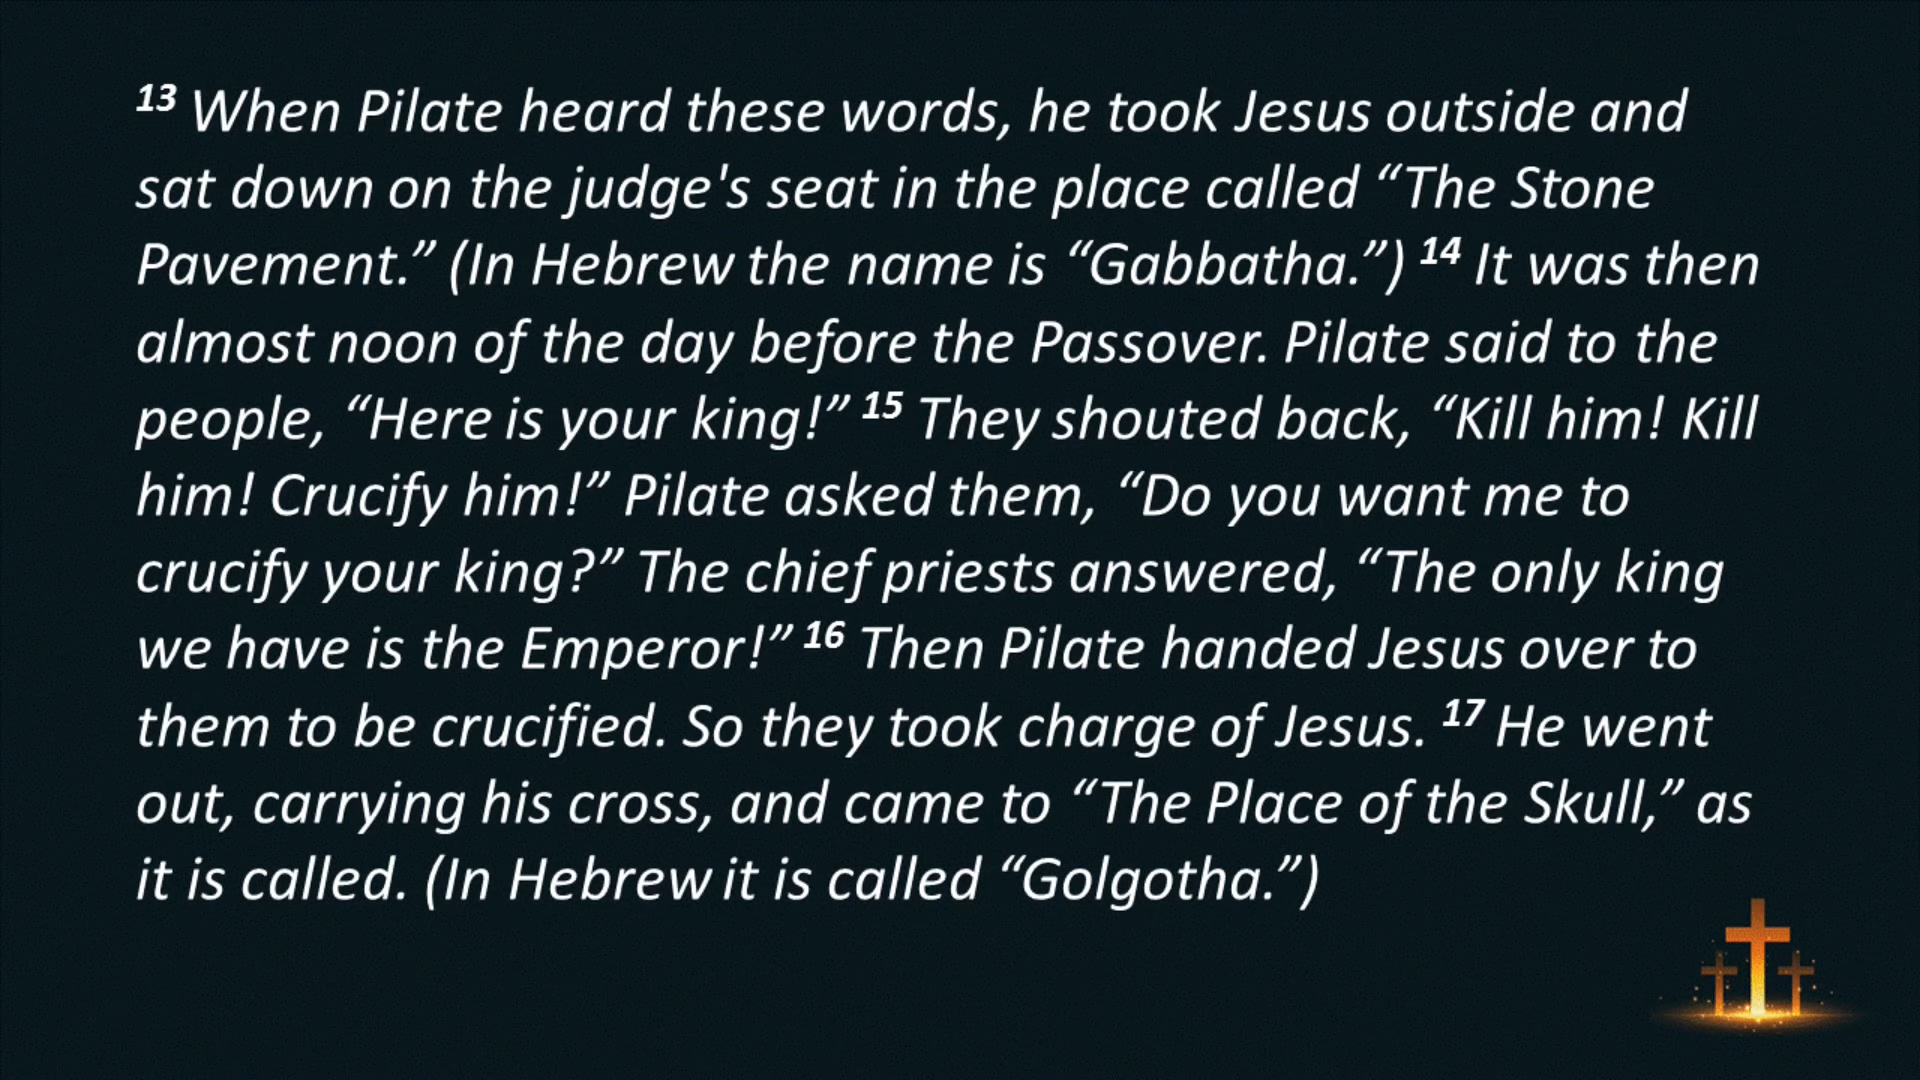 13 When Pilate heard these words, he took Jesus outside and
sat down on the judge's seat in the place called “The Stone
Pavement.” (In Hebrew the name is “Gabbatha.”) 14 It was then
almost noon of the day before the Passover. Pilate said to the
people, “Here is your king!” 15 They shouted back, “Kill him! Kill
him! Crucify him!” Pilate asked them, “Do you want me to
crucify your king?” The chief priests answered, “The only king
we have is the Emperor!” 16 Then Pilate handed Jesus over to
them to be crucified. So they took charge of Jesus. 17 He went
out, carrying his cross, and came to “The Place of the Skull,” as
it is called. (In Hebrew it is called “Golgotha.”)